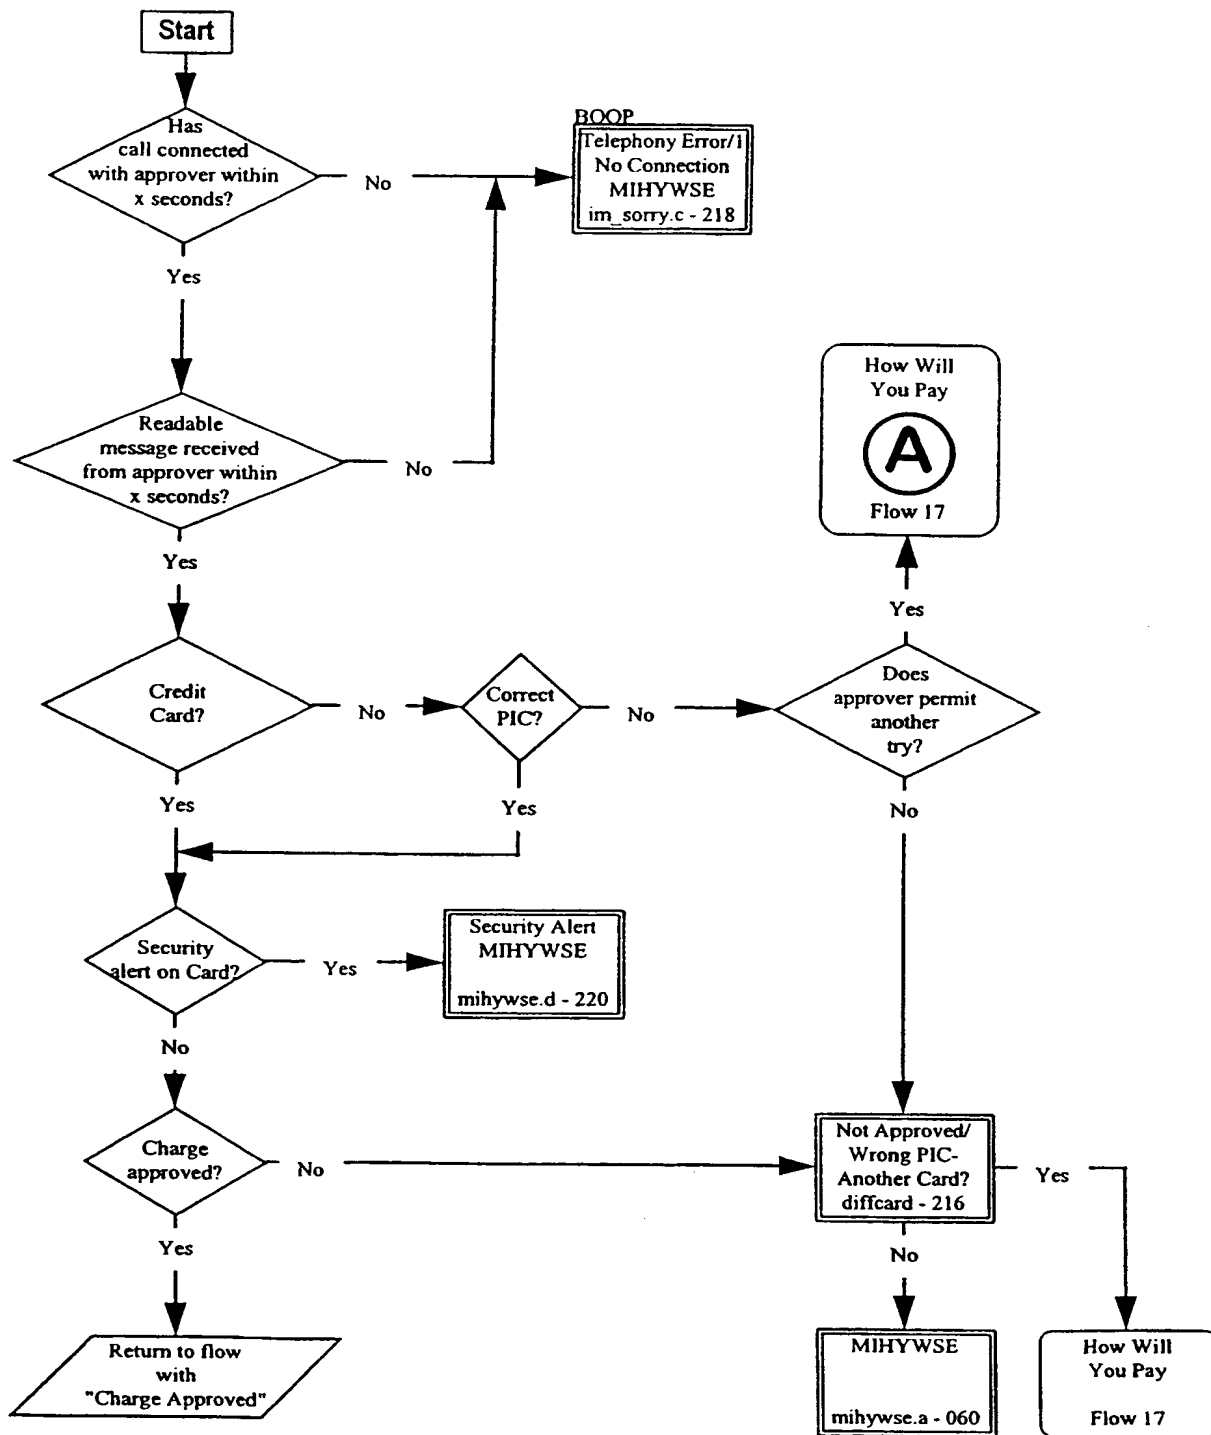 Start
Has
call connected
with approver within
x seconds?
No
BOOP
Telephony Error/1
No Connection
MIHYWSE
im_sorry.c - 218
Yes
Readable
message received
from approver within
x seconds?
No
How Will
You Pay
A
Flow 17
Yes
Yes
Credit
Card?
No
Correct
PIC?
No
Does
approver permit
another
try?
Yes
Yes
No
Security
alert on Card?
Yes
Security Alert
MIHYWSE
mihywse.d - 220
No
Charge
approved?
No
Not Approved/
Wrong PIC-
Another Card?
diffcard - 216
Yes
Yes
No
Return to flow
with
"Charge Approved"
MIHYWSE
mihywse.a - 060
How Will
You Pay
Flow 17